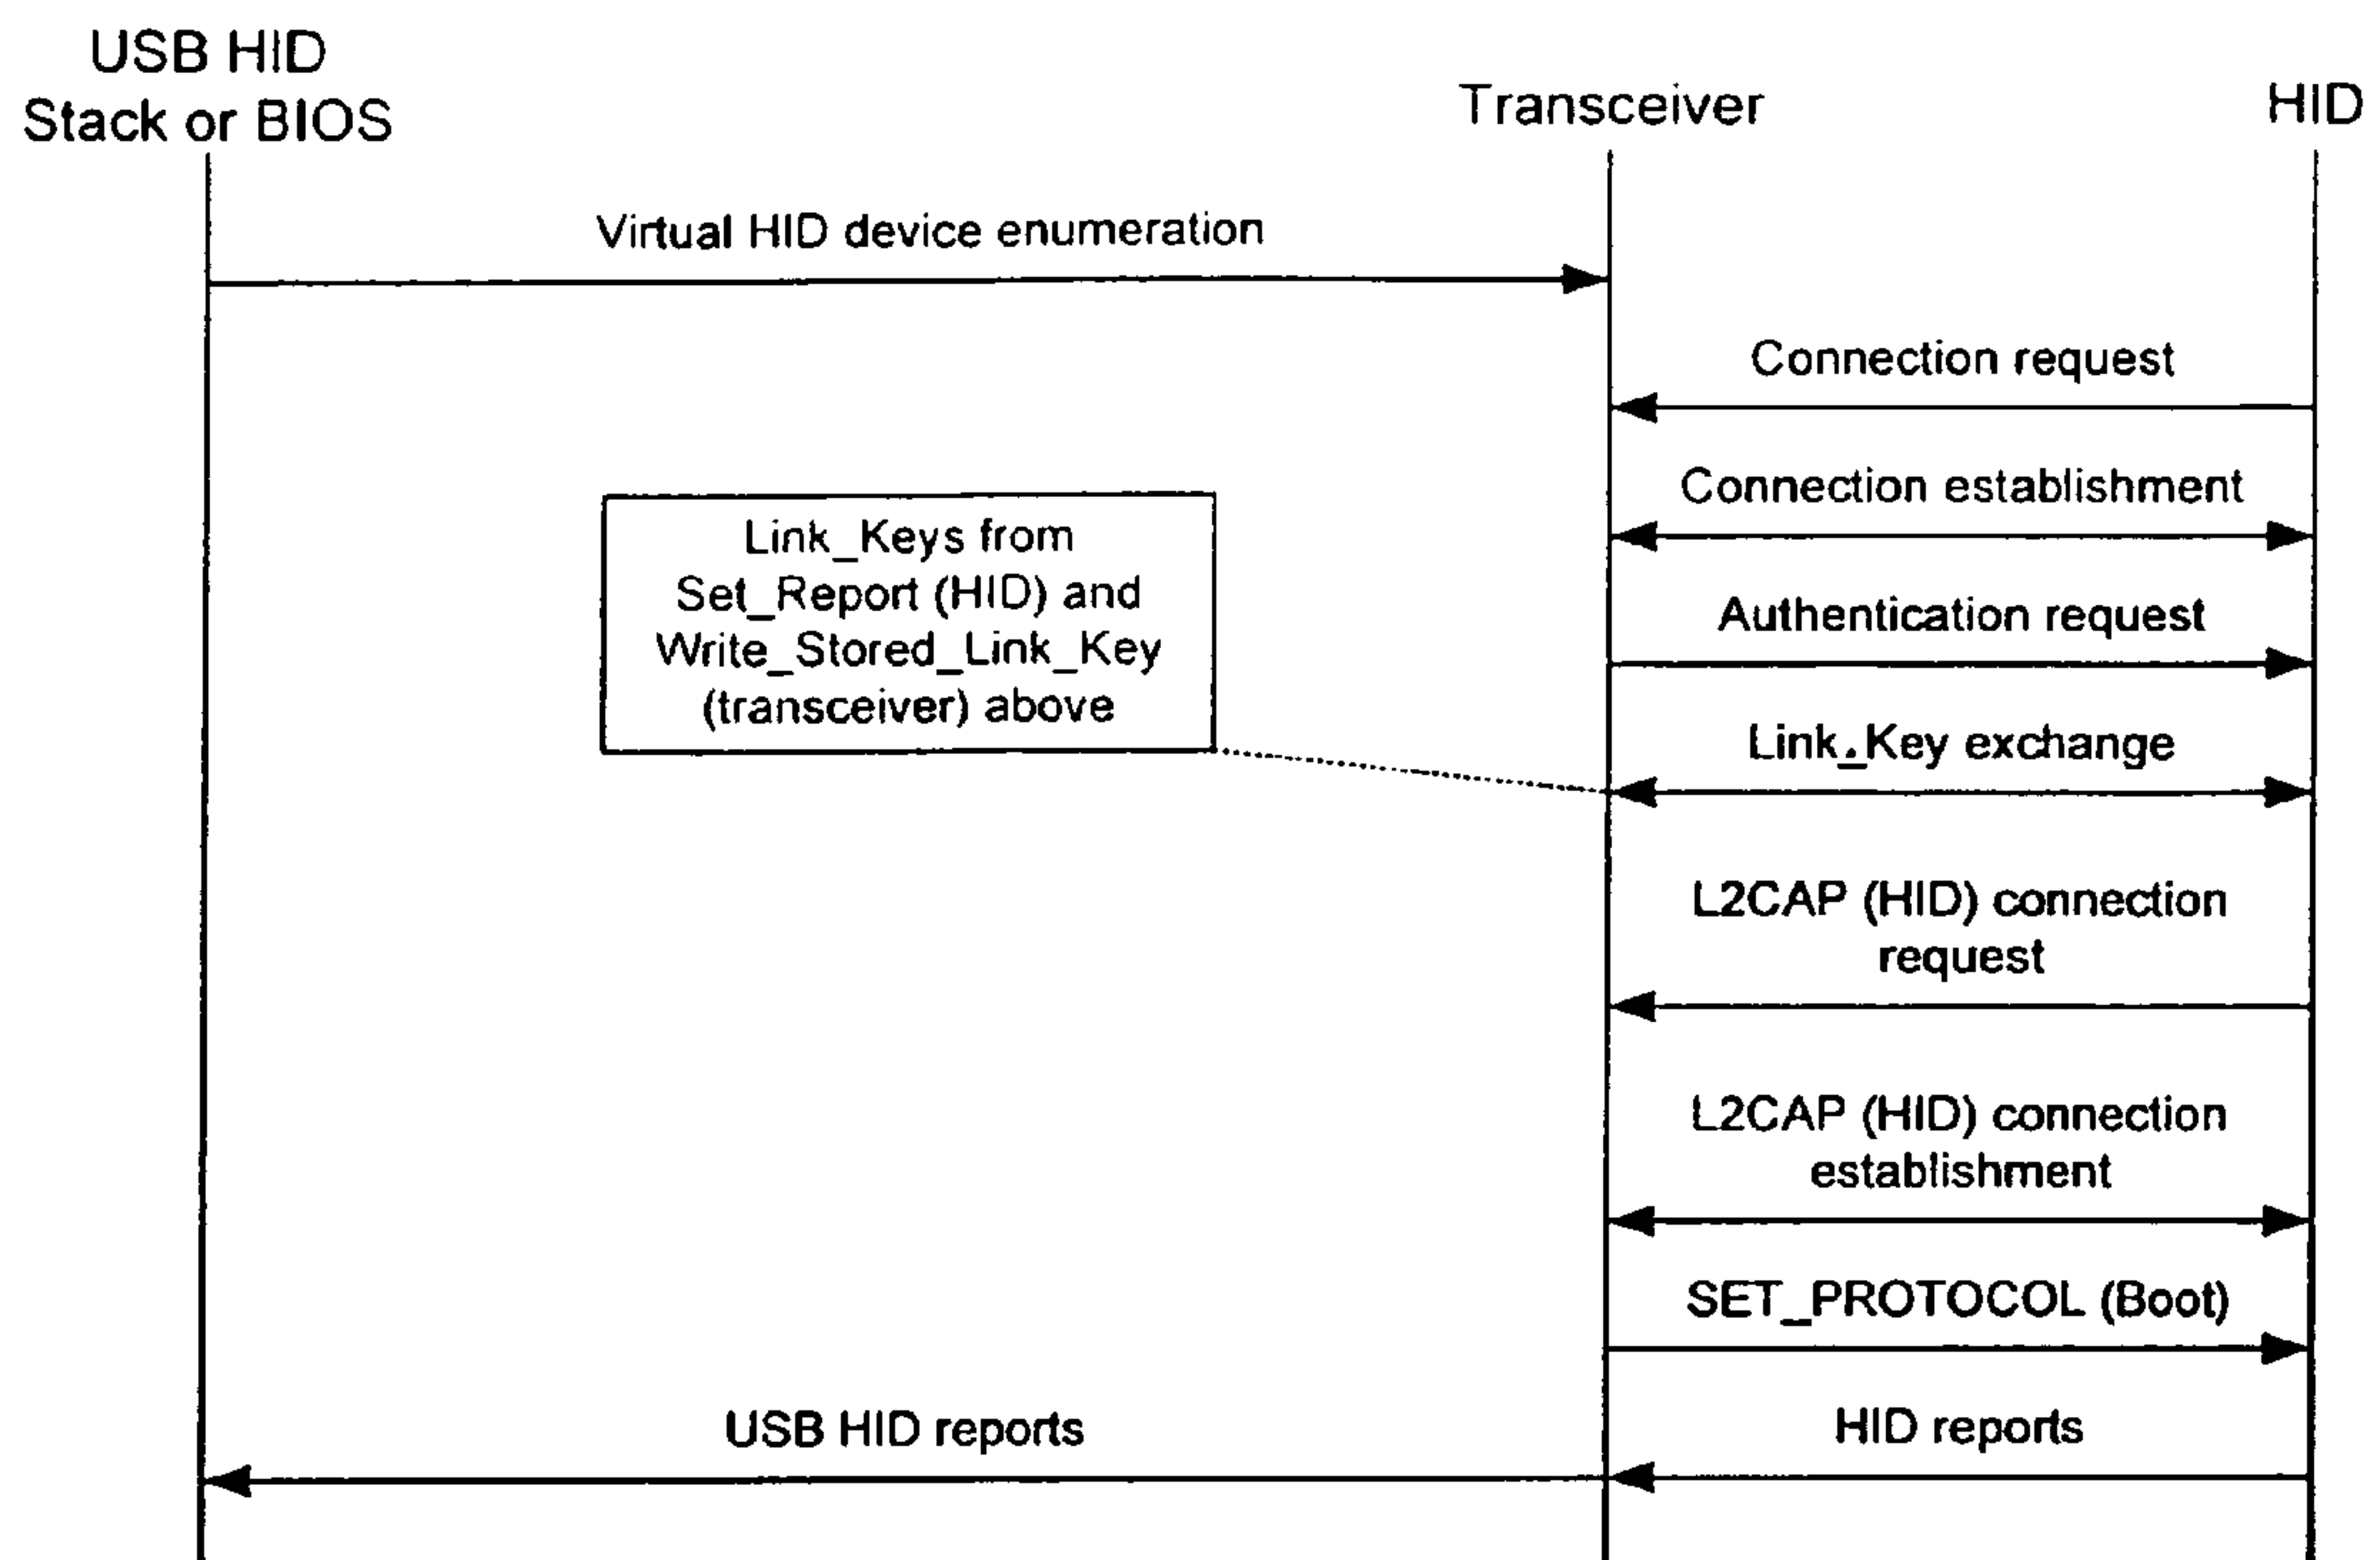 USB HID
Stack or BIOS
Transceiver
HID
Virtual HID device enumeration
Connection request
Connection establishment
Link_Keys from
Set_Report (HID) and
Write_Stored_Link_Key
(transceiver) above
Authentication request
Link_Key exchange
L2CAP (HID) connection
request
L2CAP (HID) connection
establishment
SET_PROTOCOL (Boot)
USB HID reports
HID reports